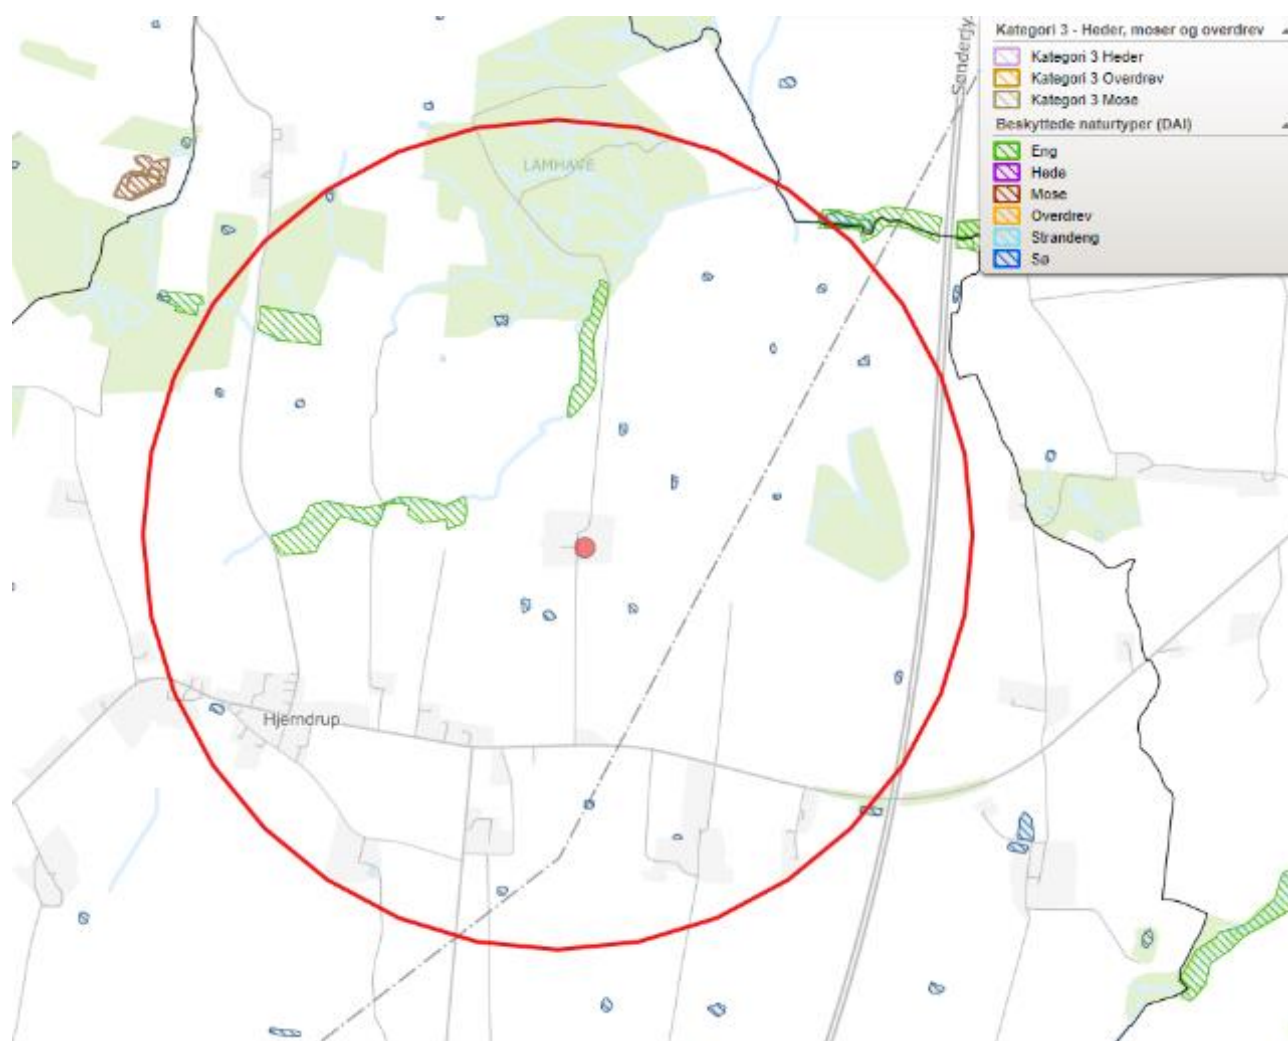 Kategori 3 - Heder, moser og overdrev
Kategori 3 Heder
Kategori 3 Overdrev
Kategori 3 Mose
Beskyttede naturtyper (DAI)
Eng
Hede
Mose
Overdrev
Strandeng
Sø
Sønderjy
LAMHAVE
Hjerndrup